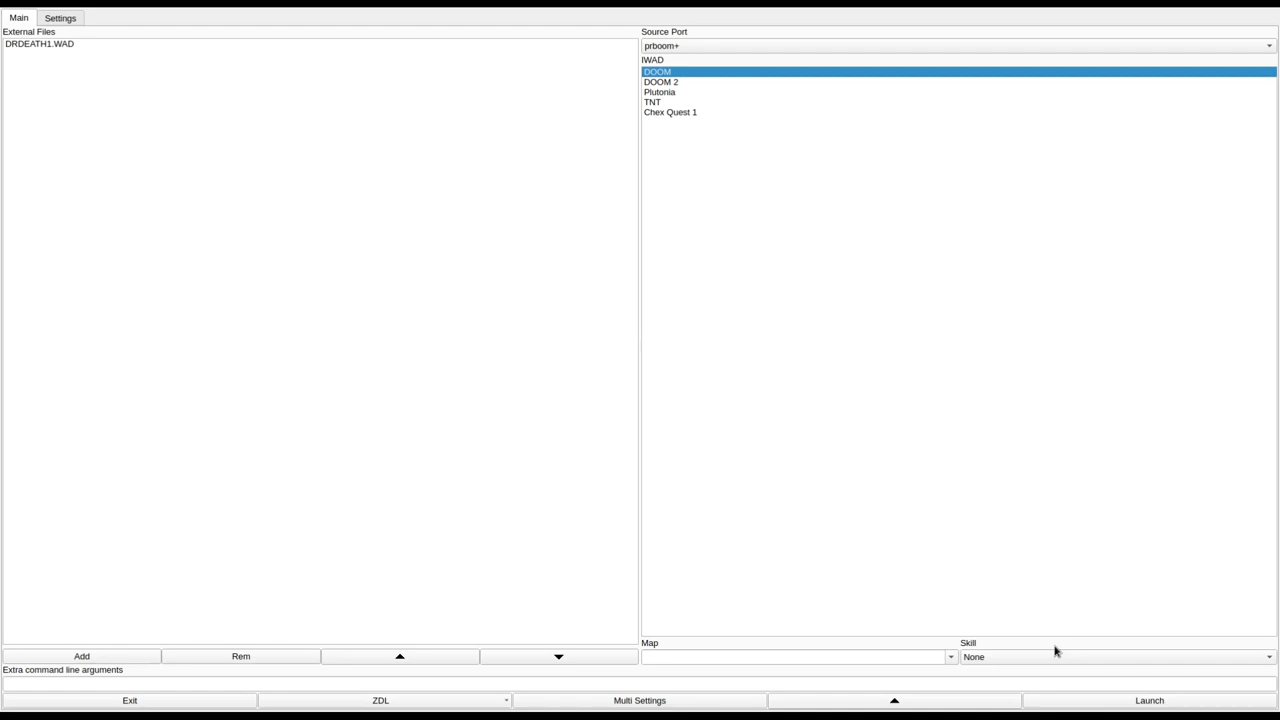 Main
Settings
External Files
DRDEATH1.WAD
Source Port
prboom+
IWAD
DOOM
DOOM 2
Plutonia
TNT
Chex Quest 1
Map
Skill
None
Add
Rem
Extra command line arguments
Exit
ZDL
Multi Settings
Launch